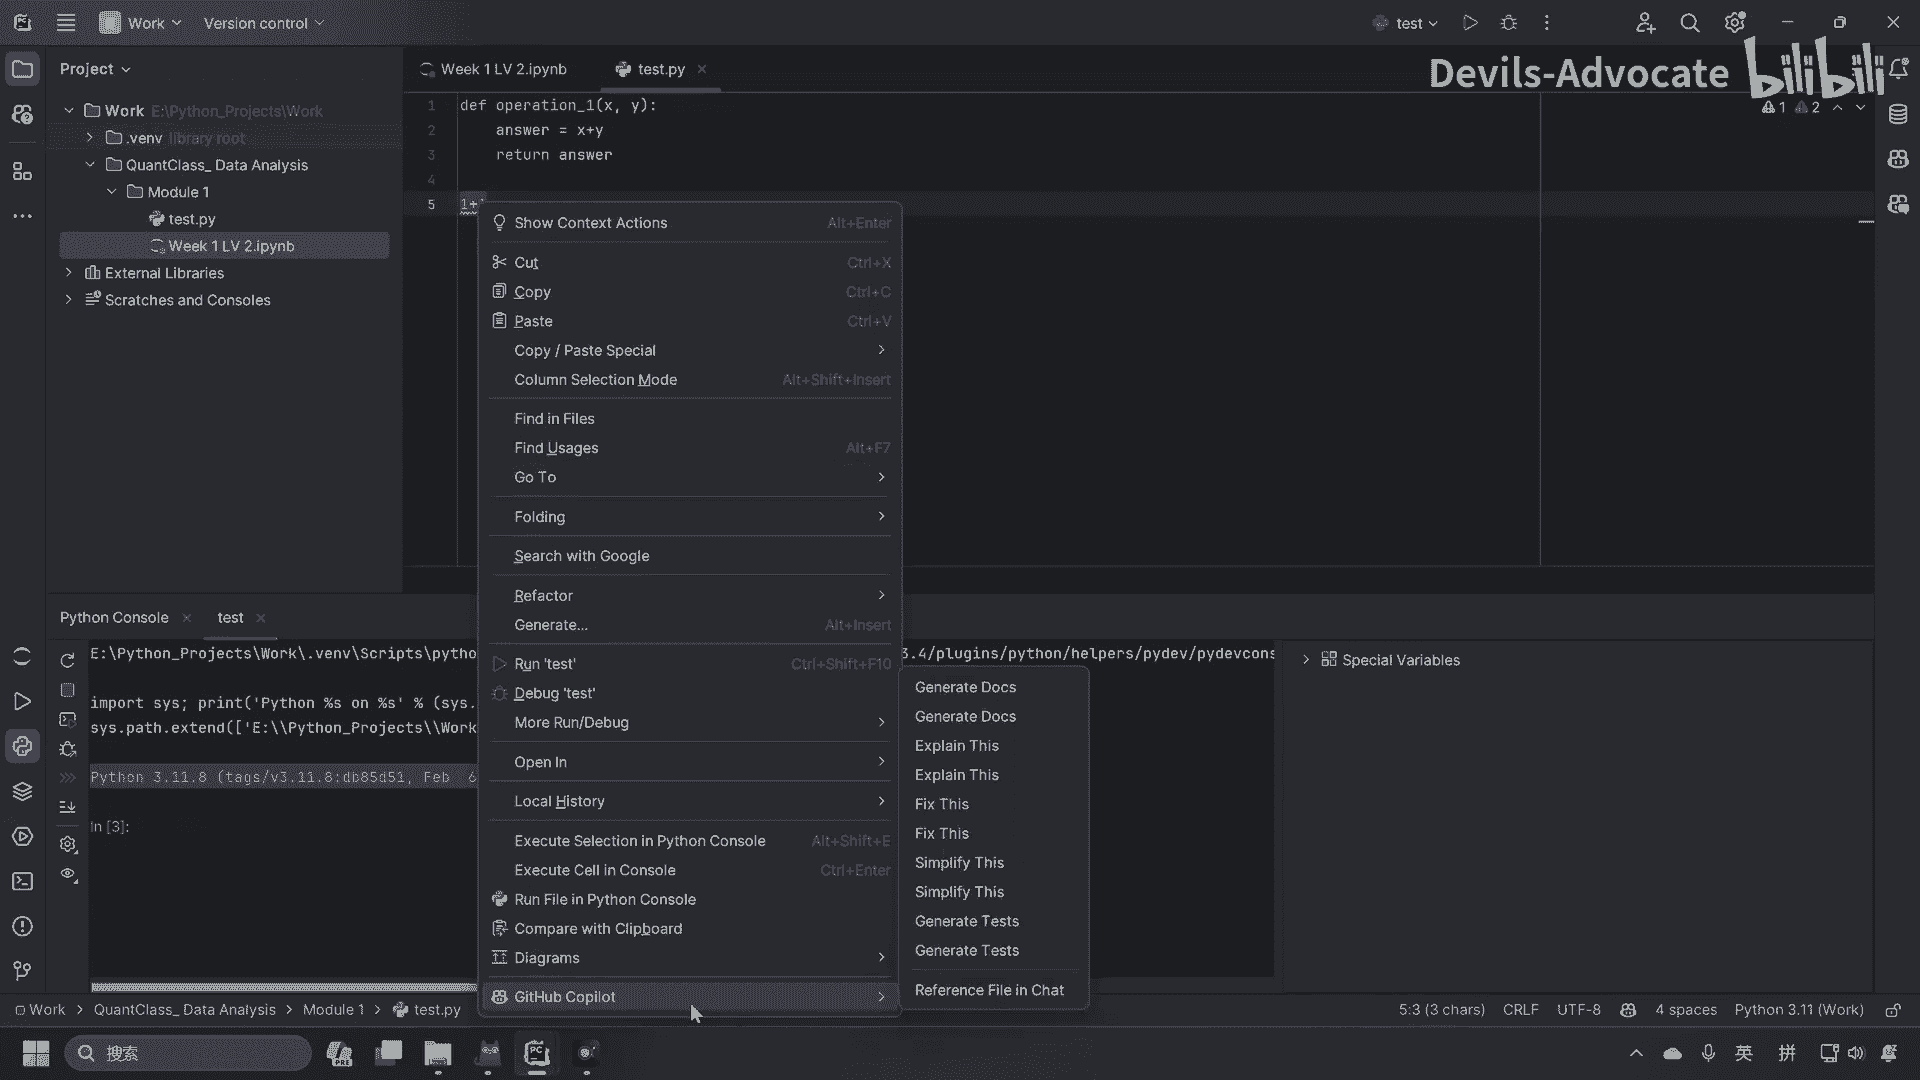 Work
Version control
test
Devils-Advocate bilibili
Project
Work E:\Python_Projects\Work
.venv library root
QuantClass_ Data Analysis
Module 1
test.py
Week 1 LV 2.ipynb
External Libraries
Scratches and Consoles
Week 1 LV 2.ipynb
test.py
1 2
1 def operation_1(x, y):
2 answer = x+y
3 return answer
4
5 1+
Show Context Actions Alt+Enter
Cut Ctrl+X
Copy Ctrl+C
Paste Ctrl+V
Copy / Paste Special
Column Selection Mode Alt+Shift+Insert
Find in Files
Find Usages Alt+F7
Go To
Folding
Search with Google
Refactor
Generate... Alt+Insert
Run 'test' Ctrl+Shift+F10
Debug 'test'
More Run/Debug
Open In
Local History
Execute Selection in Python Console Alt+Shift+E
Execute Cell in Console Ctrl+Enter
Run File in Python Console
Compare with Clipboard
Diagrams
GitHub Copilot
Generate Docs
Generate Docs
Explain This
Explain This
Fix This
Fix This
Simplify This
Simplify This
Generate Tests
Generate Tests
Reference File in Chat
Python Console
test
E:\Python_Projects\Work\.venv\Scripts\pytho 3.4/plugins/python/helpers/pydev/pydevcons
import sys; print('Python %s on %s' % (sys.
sys.path.extend(['E:\\Python_Projects\\Work
Python 3.11.8 (tags/v3.11.8:db85d51, Feb 6
In [3]:
Special Variables
Work > QuantClass_ Data Analysis > Module 1 > test.py
5:3 (3 chars) CRLF UTF-8 4 spaces Python 3.11 (Work)
搜索
PRE
PC
英
拼